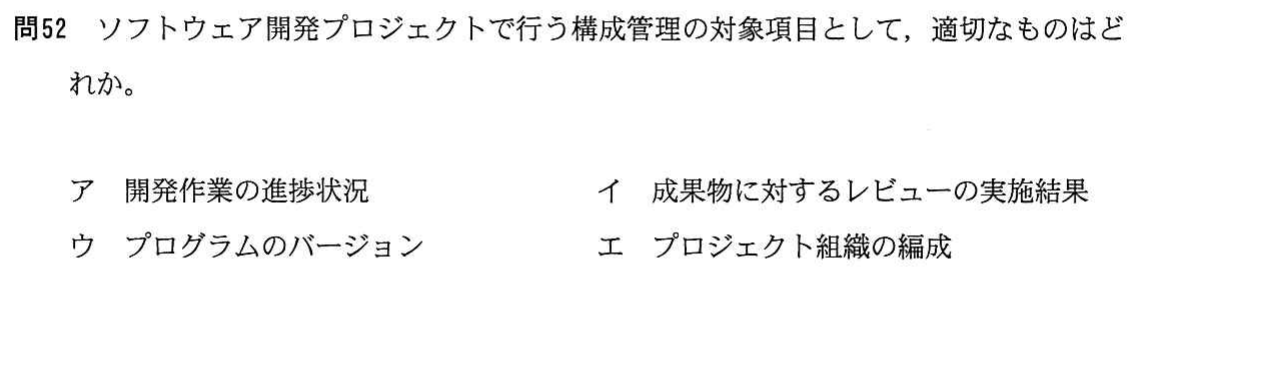 問52 ソフトウェア開発プロジェクトで行う構成管理の対象項目として，適切なものはど
れか。
ア 開発作業の進捗状況 イ 成果物に対するレビューの実施結果
ウ プログラムのバージョン エ プロジェクト組織の編成